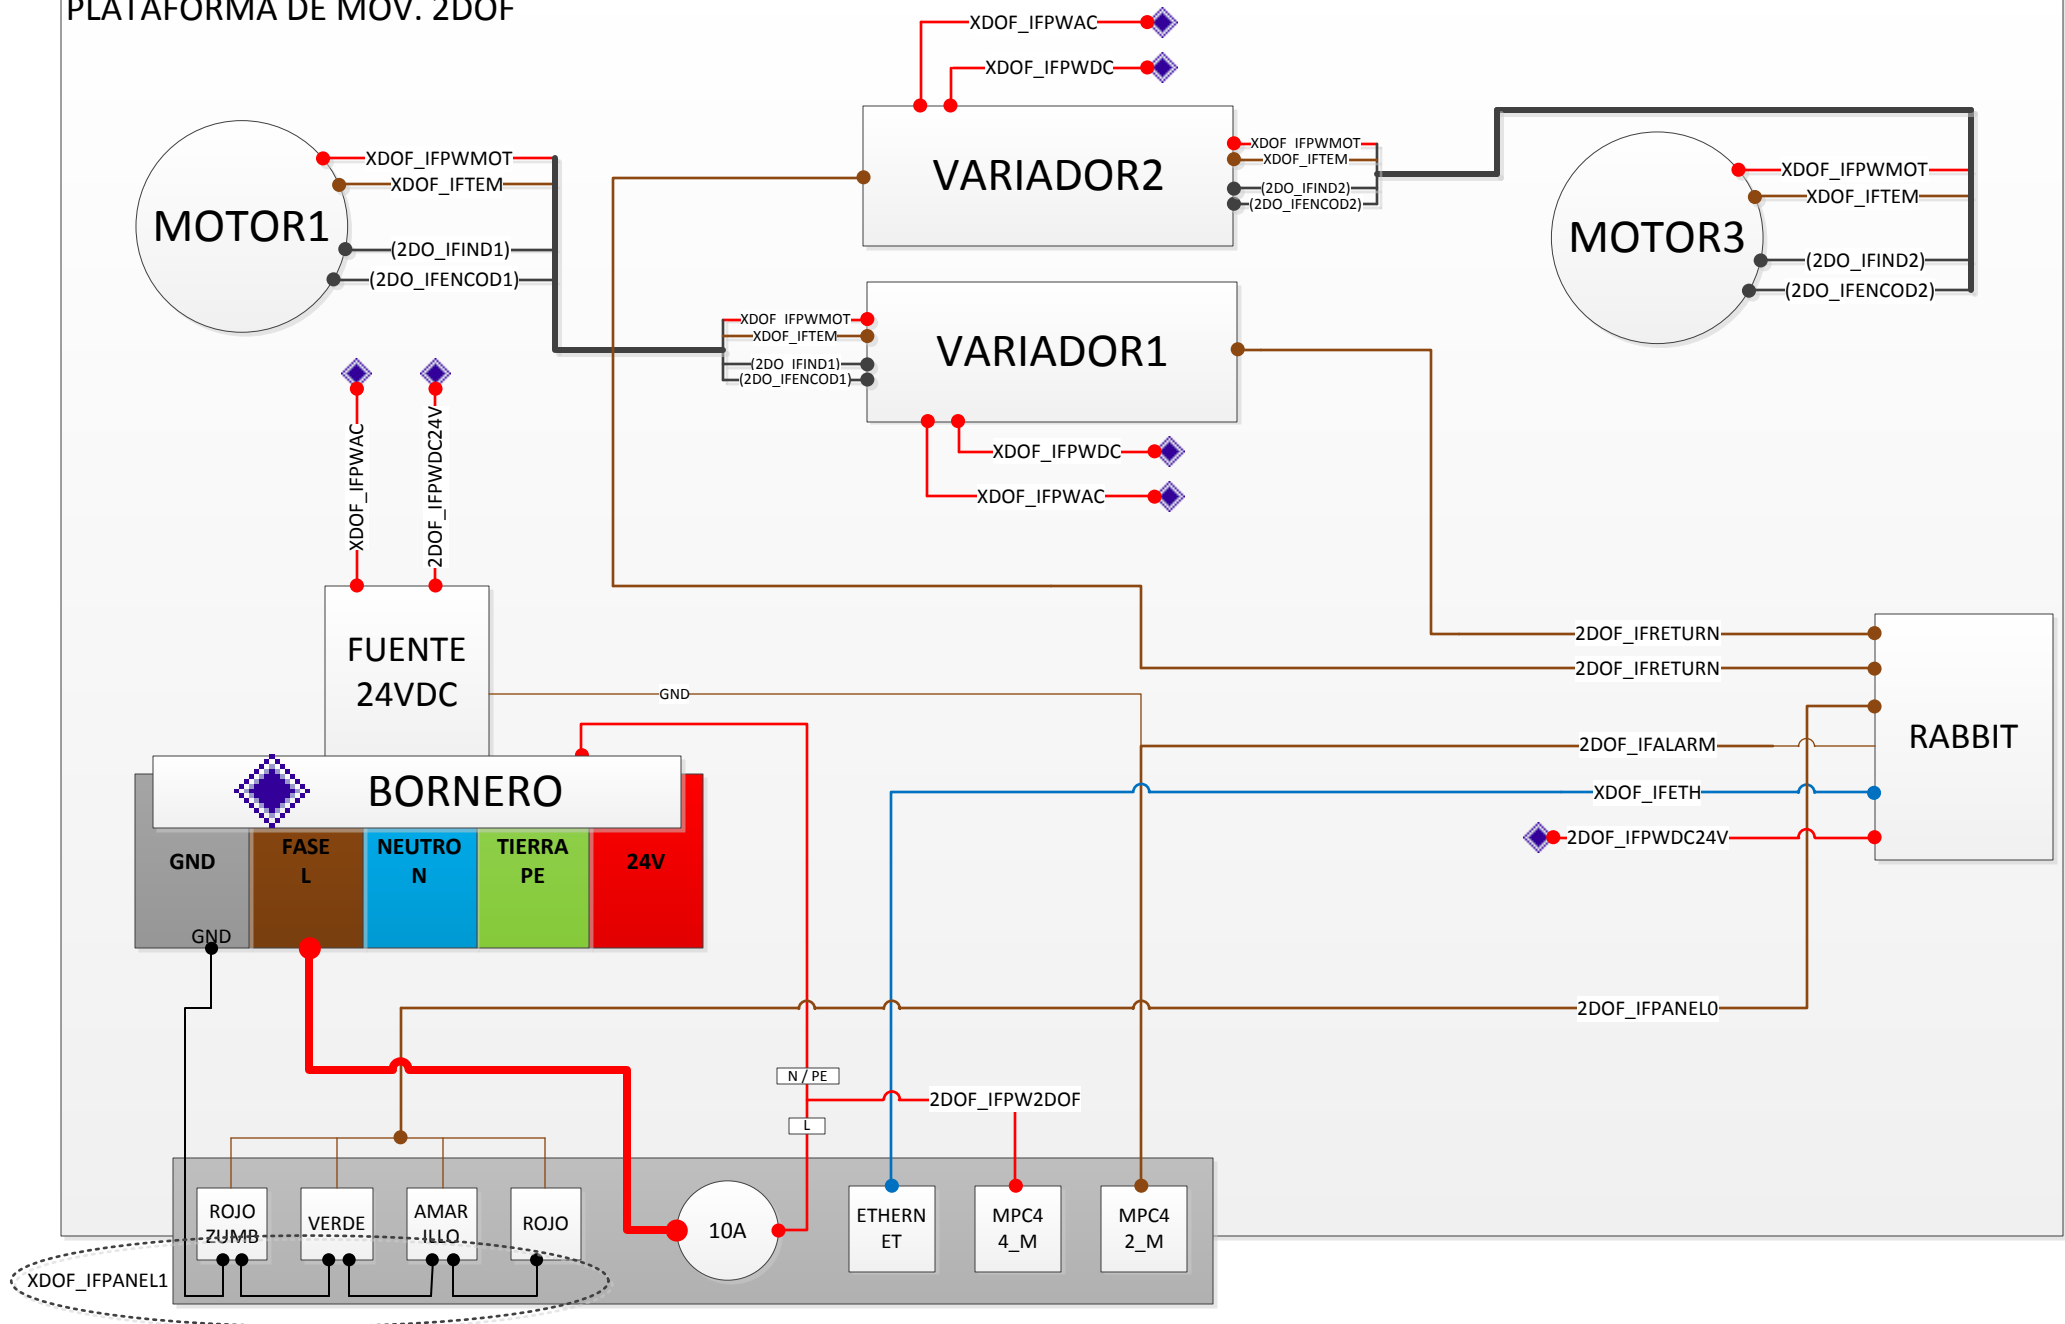 PLATAFORMA DE MOV. 2DOF
XDOF_IFPWAC
XDOF_IFPWDC
MOTOR1
XDOF_IFPWMOT
XDOF_IFTEM
(2DO_IFIND1)
(2DO_IFENCOD1)
VARIADOR2
XDOF_IFPWMOT
XDOF_IFTEM
(2DO_IFIND2)
(2DO_IFENCOD2)
MOTOR3
XDOF_IFPWMOT
XDOF_IFTEM
(2DO_IFIND2)
(2DO_IFENCOD2)
XDOF_IFPWMOT
XDOF_IFTEM
(2DO_IFIND1)
(2DO_IFENCOD1)
VARIADOR1
XDOF_IFPWDC
XDOF_IFPWAC
XDOF_IFPWAC
2DOF_IFPWDC24V
FUENTE
24VDC
GND
2DOF_IFRETURN
2DOF_IFRETURN
2DOF_IFALARM
XDOF_IFETH
2DOF_IFPWDC24V
RABBIT
BORNERO
GND
FASE
L
NEUTRO
N
TIERRA
PE
24V
GND
2DOF_IFPANEL0
N / PE
2DOF_IFPW2DOF
L
ROJO
ZUMB
VERDE
AMAR
ILLO
ROJO
10A
ETHERN
ET
MPC4
4_M
MPC4
2_M
XDOF_IFPANEL1